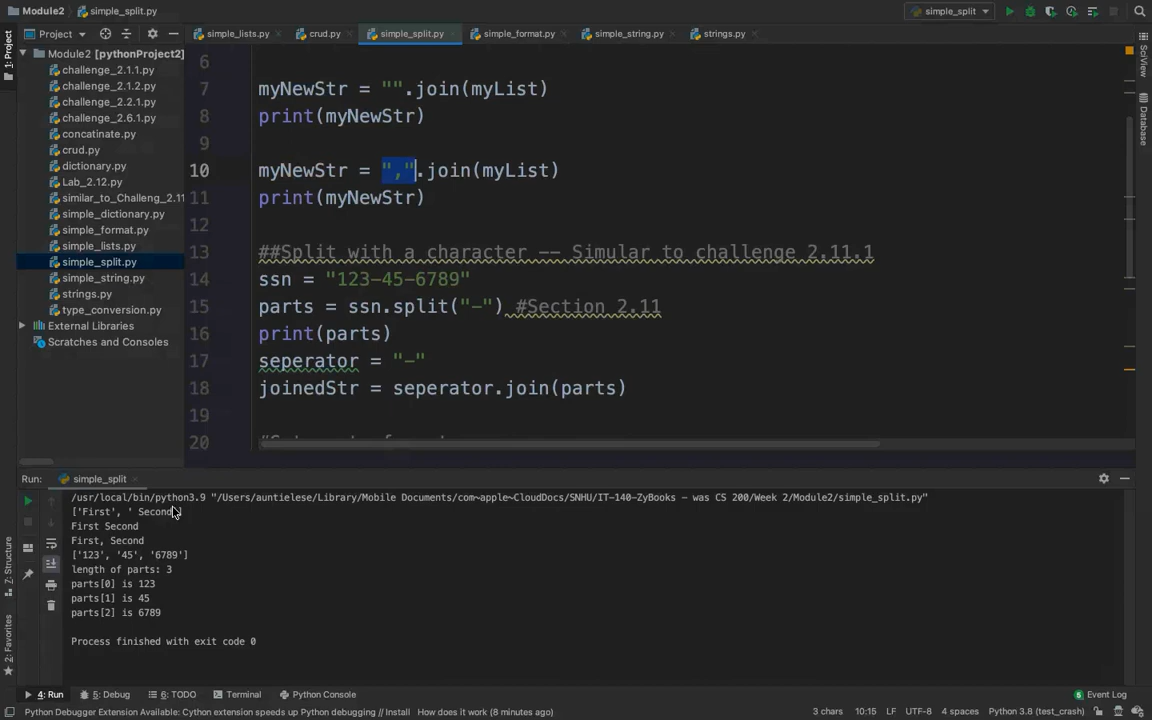 Module2 simple_split.py
simple_split
Project
simple_lists.py
crud.py
simple_split.py
simple_format.py
simple_string.py
strings.py
1: Project
Module2 [pythonProject2]
challenge_2.1.1.py
challenge_2.1.2.py
challenge_2.2.1.py
challenge_2.6.1.py
concatinate.py
crud.py
dictionary.py
Lab_2.12.py
similar_to_Challeng_2.11
simple_dictionary.py
simple_format.py
simple_lists.py
simple_split.py
simple_string.py
strings.py
type_conversion.py
External Libraries
Scratches and Consoles
6
7 myNewStr = "".join(myList)
8 print(myNewStr)
9
10 myNewStr = ",".join(myList)
11 print(myNewStr)
12
13 ##Split with a character -- Simular to challenge 2.11.1
14 ssn = "123-45-6789"
15 parts = ssn.split("-") #Section 2.11
16 print(parts)
17 seperator = "-"
18 joinedStr = seperator.join(parts)
19
20
SciView
Database
Run: simple_split
/usr/local/bin/python3.9 "/Users/auntielese/Library/Mobile Documents/com~apple~CloudDocs/SNHU/IT-140-ZyBooks - was CS 200/Week 2/Module2/simple_split.py"
['First', ' Second']
First Second
First, Second
['123', '45', '6789']
length of parts: 3
parts[0] is 123
parts[1] is 45
parts[2] is 6789
Process finished with exit code 0
7: Structure
2: Favorites
4: Run 5: Debug 6: TODO Terminal Python Console
Event Log
Python Debugger Extension Available: Cython extension speeds up Python debugging // Install How does it work (8 minutes ago)
3 chars 10:15 LF UTF-8 4 spaces Python 3.8 (test_crash)